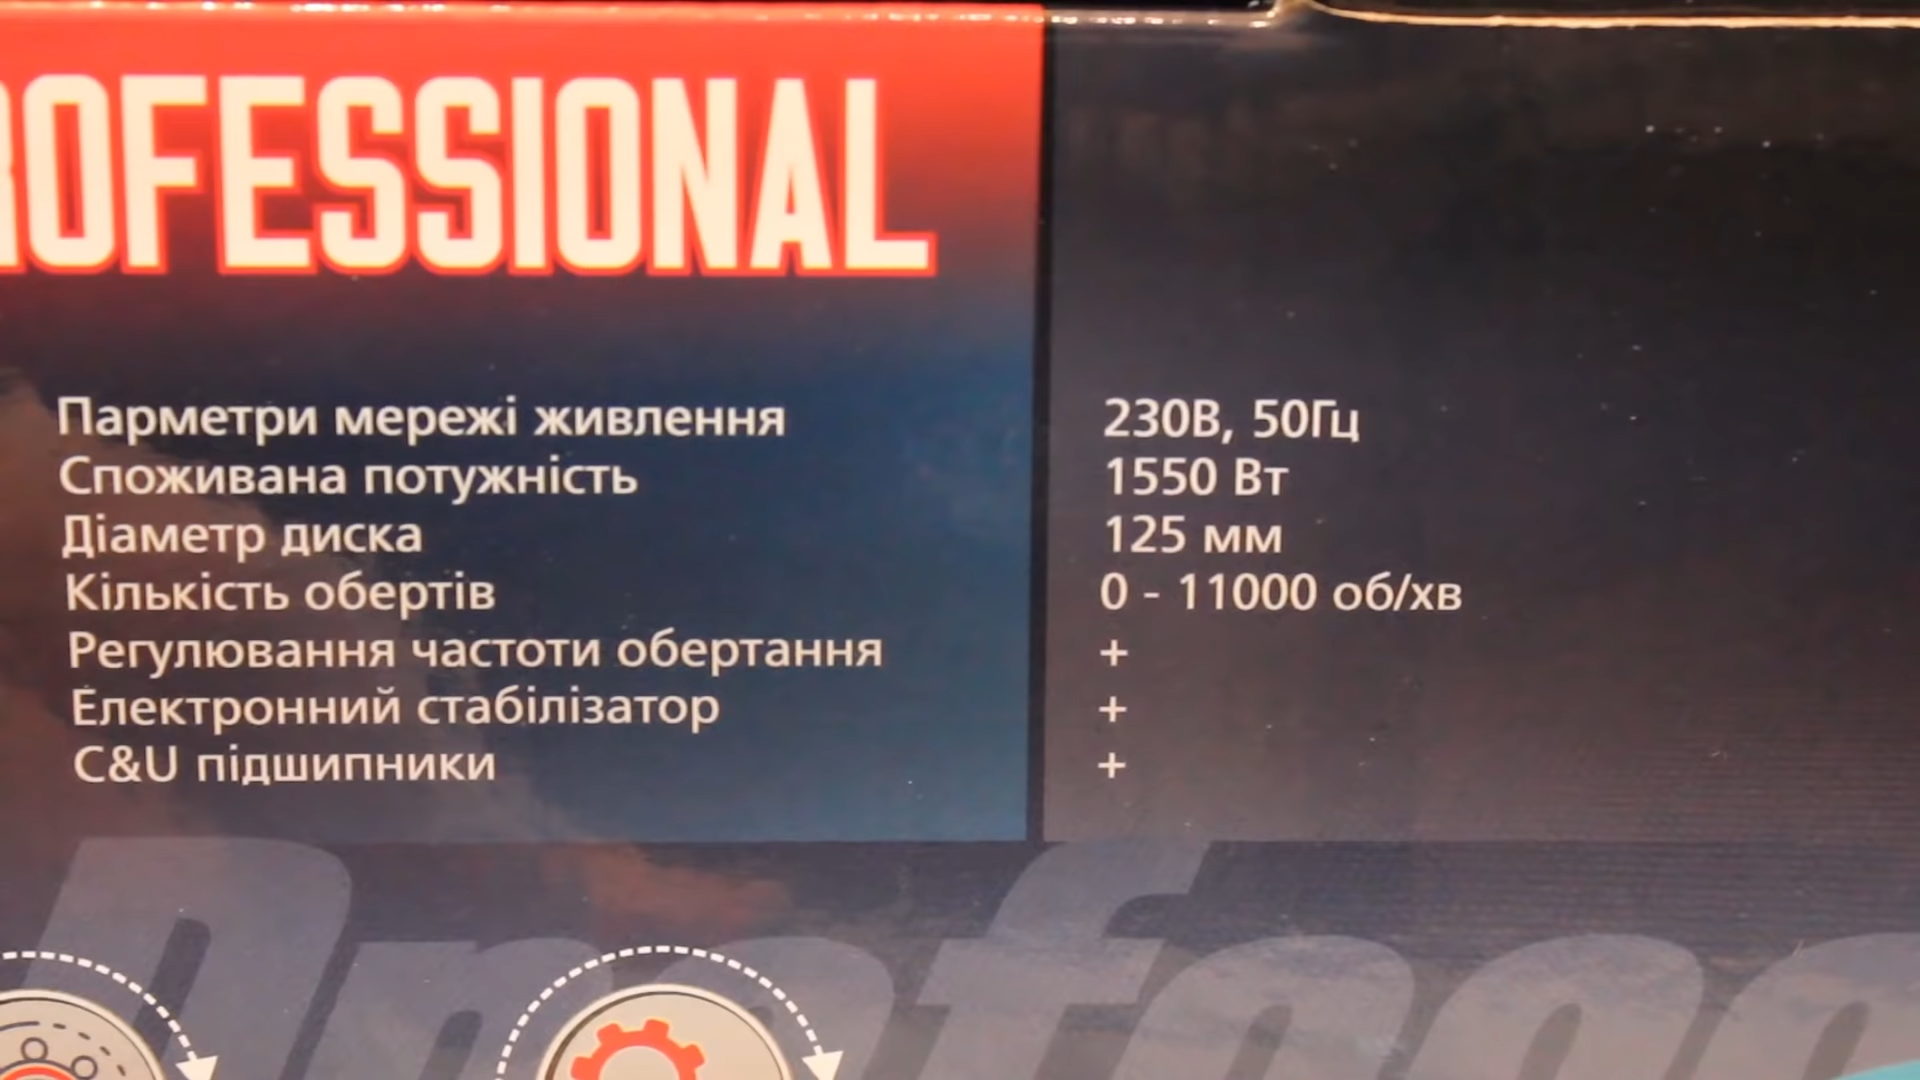 ROFESSIONAL
Парметри мережі живлення 230В, 50Гц
Споживана потужність 1550 Вт
Діаметр диска 125 мм
Кількість обертів 0 - 11000 об/хв
Регулювання частоти обертання +
Електронний стабілізатор +
C&U підшипники +